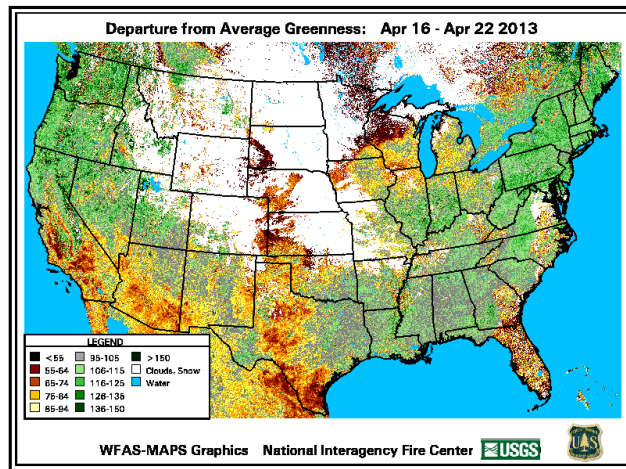 Departure from Average Greenness: Apr 16 - Apr 22 2013
LEGEND
<55 95-105 >150
55-64 106-115 Clouds, Snow
65-74 116-125 Water
76-84 126-135
85-94 136-150
WFAS-MAPS Graphics National Interagency Fire Center USGS